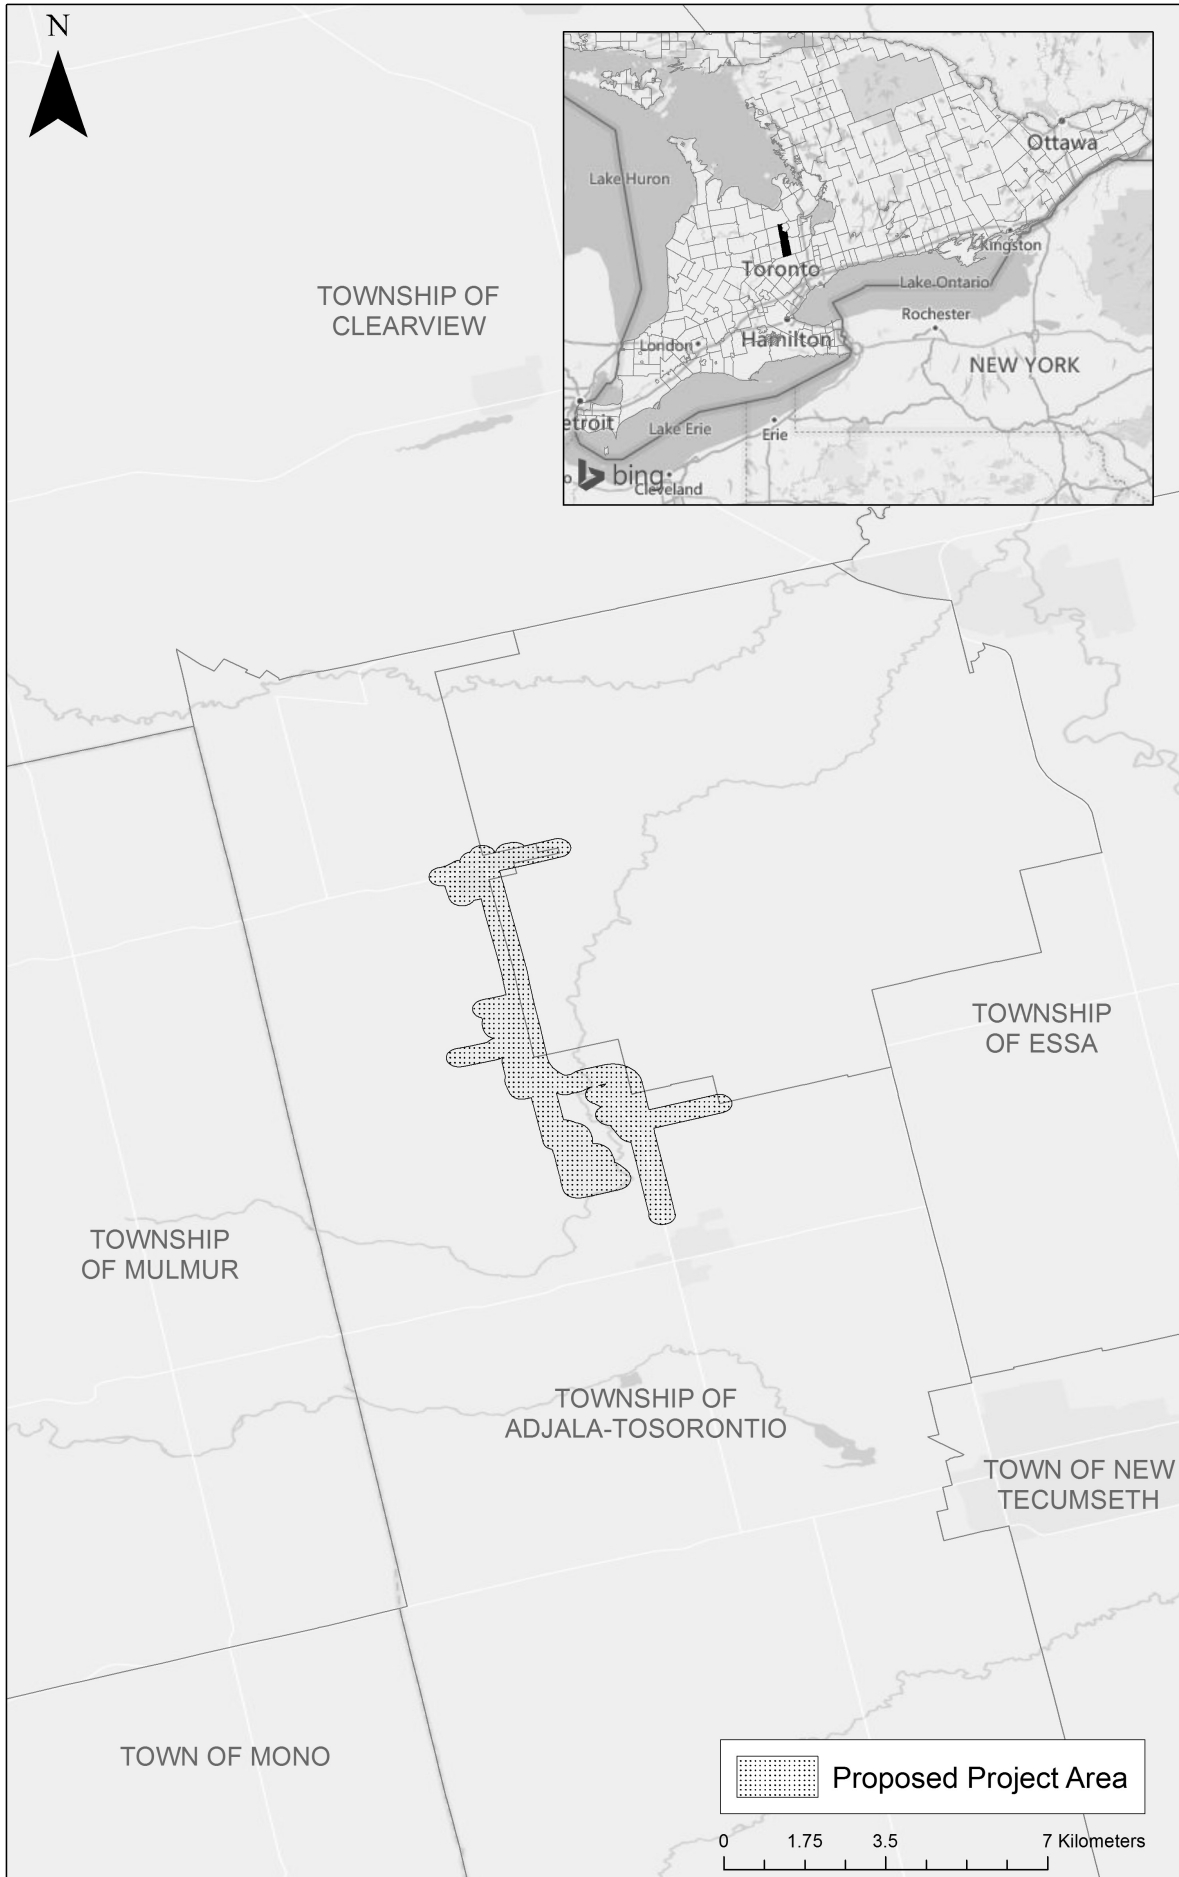 N
Lake Huron
Ottawa
Kingston
Toronto
Lake Ontario
Rochester
Hamilton
London
NEW YORK
etroit
Lake Erie
Erie
o
bing
Cleveland
TOWNSHIP OF
CLEARVIEW
TOWNSHIP
OF ESSA
TOWNSHIP
OF MULMUR
TOWNSHIP OF
ADJALA-TOSORONTIO
TOWN OF NEW
TECUMSETH
TOWN OF MONO
Proposed Project Area
0 1.75 3.5 7 Kilometers